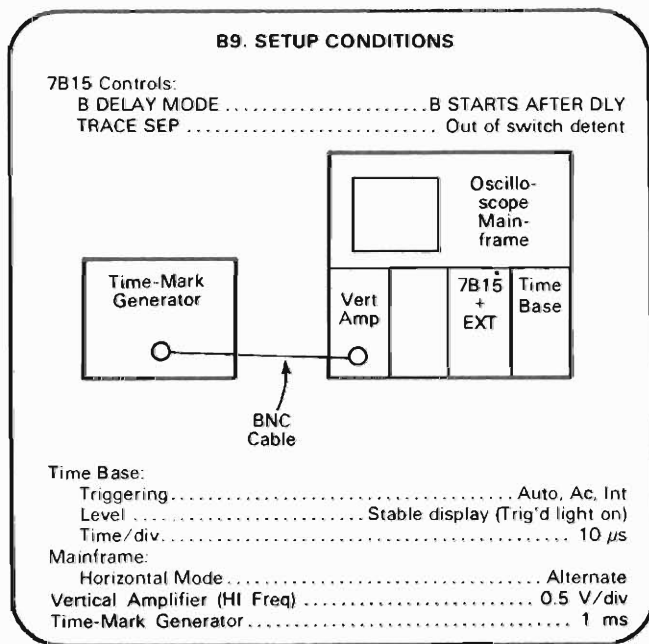 B9. SETUP CONDITIONS
7B15 Controls:
B DELAY MODE ........................ B STARTS AFTER DLY
TRACE SEP ............................ Out of switch detent
Oscillo-
scope
Main-
frame
Time-Mark
Generator
Vert
Amp
7B15
+
EXT
Time
Base
BNC
Cable
Time Base:
Triggering ........................................ Auto, Ac, Int
Level ........................ Stable display (Trig'd light on)
Time/div ................................................ 10 μs
Mainframe:
Horizontal Mode ................................ Alternate
Vertical Amplifier (HI Freq) ........................ 0.5 V/div
Time-Mark Generator ................................ 1 ms